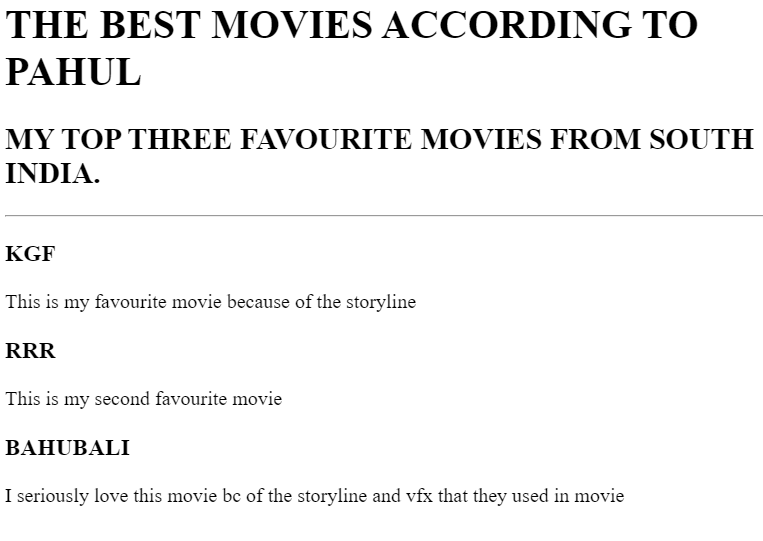 THE BEST MOVIES ACCORDING TO
PAHUL
MY TOP THREE FAVOURITE MOVIES FROM SOUTH
INDIA.
KGF
This is my favourite movie because of the storyline
RRR
This is my second favourite movie
BAHUBALI
I seriously love this movie bc of the storyline and vfx that they used in movie